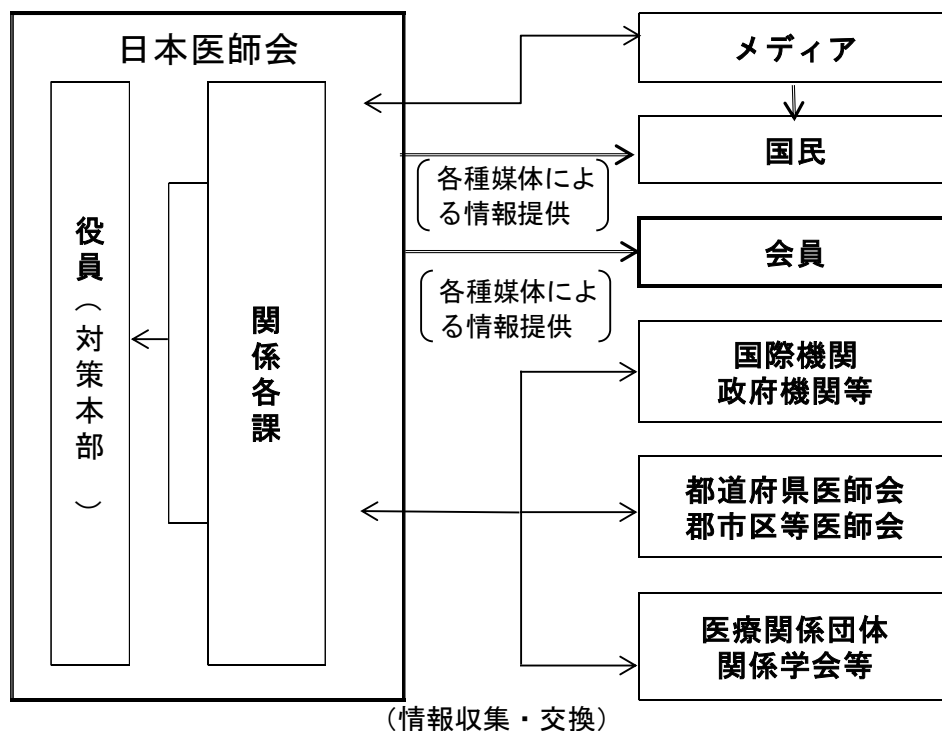 日本医師会
役員（対策本部　）
関係各課
メディア
国民
各種媒体によ
る情報提供
会員
各種媒体によ
る情報提供
国際機関
政府機関等
都道府県医師会
郡市区等医師会
医療関係団体
関係学会等
（情報収集・交換）